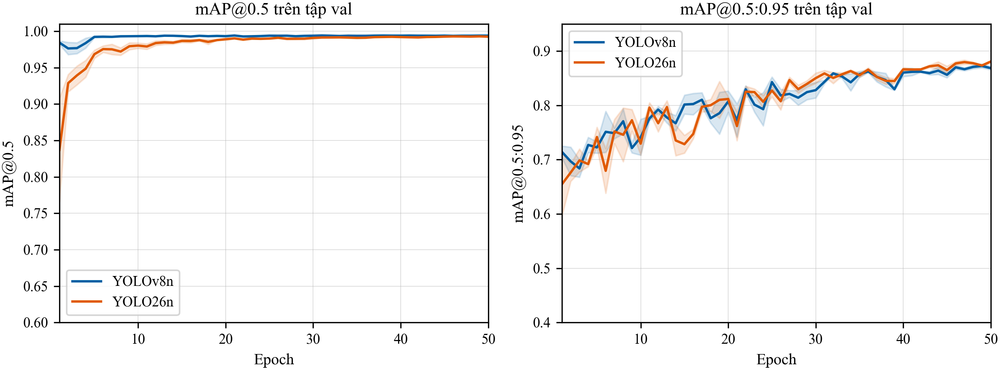 mAP@0.5 trên tập val
mAP@0.5
1.00
0.95
0.90
0.85
0.80
0.75
0.70
0.65
0.60
YOLOv8n
YOLO26n
10 20 30 40 50
Epoch
mAP@0.5:0.95 trên tập val
mAP@0.5:0.95
0.9
0.8
0.7
0.6
0.5
0.4
YOLOv8n
YOLO26n
10 20 30 40 50
Epoch